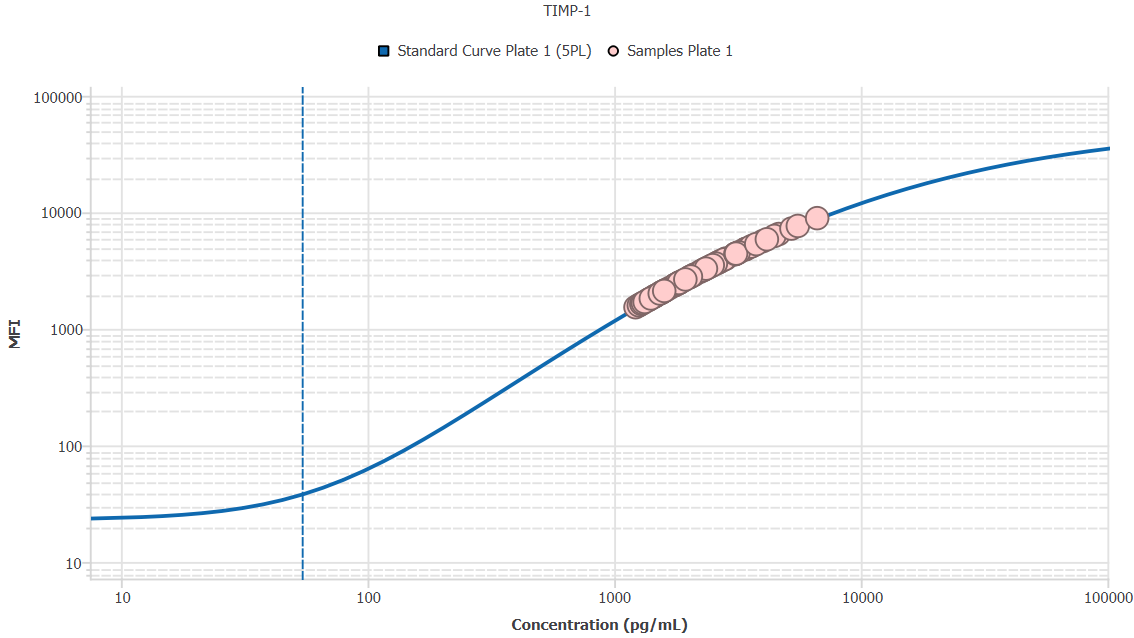 TIMP-1
Standard Curve Plate 1 (5PL) Samples Plate 1
100000
10000
1000
100
10
MFI
10 100 1000 10000 100000
Concentration (pg/mL)